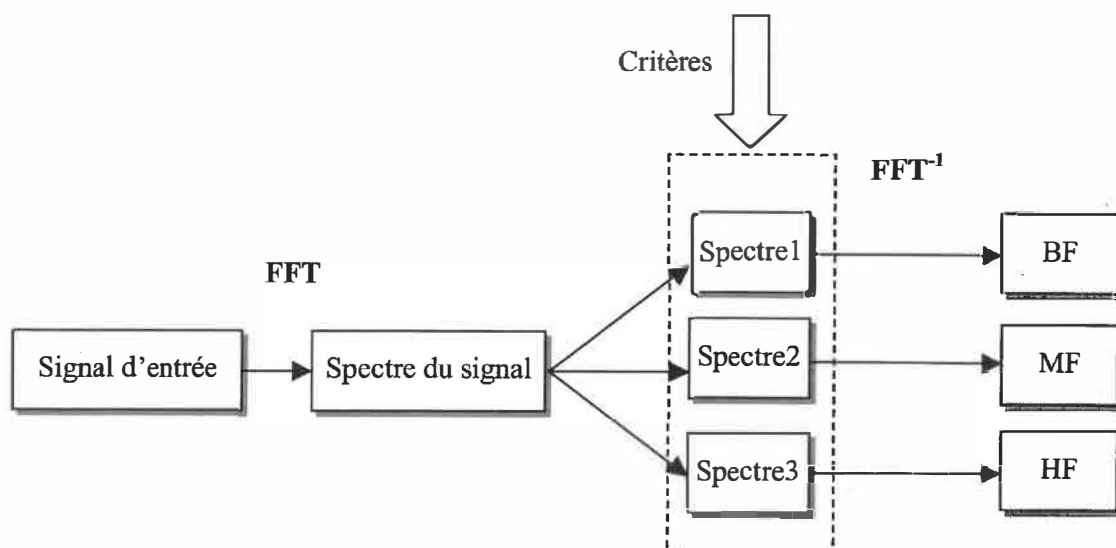 Critères
FFT⁻¹
Spectre1
BF
FFT
Signal d'entrée
Spectre du signal
Spectre2
MF
Spectre3
HF